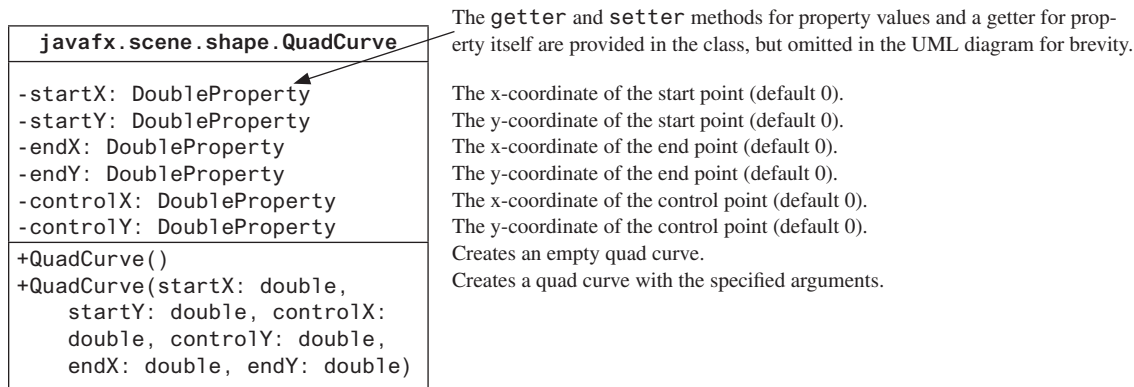 The getter and setter methods for property values and a getter for prop-
erty itself are provided in the class, but omitted in the UML diagram for brevity.
javafx.scene.shape.QuadCurve
-startX: DoubleProperty
The x-coordinate of the start point (default 0).
-startY: DoubleProperty
The y-coordinate of the start point (default 0).
-endX: DoubleProperty
The x-coordinate of the end point (default 0).
-endY: DoubleProperty
The y-coordinate of the end point (default 0).
-controlX: DoubleProperty
The x-coordinate of the control point (default 0).
-controlY: DoubleProperty
The y-coordinate of the control point (default 0).
+QuadCurve()
Creates an empty quad curve.
+QuadCurve(startX: double,
Creates a quad curve with the specified arguments.
startY: double, controlX:
double, controlY: double,
endX: double, endY: double)